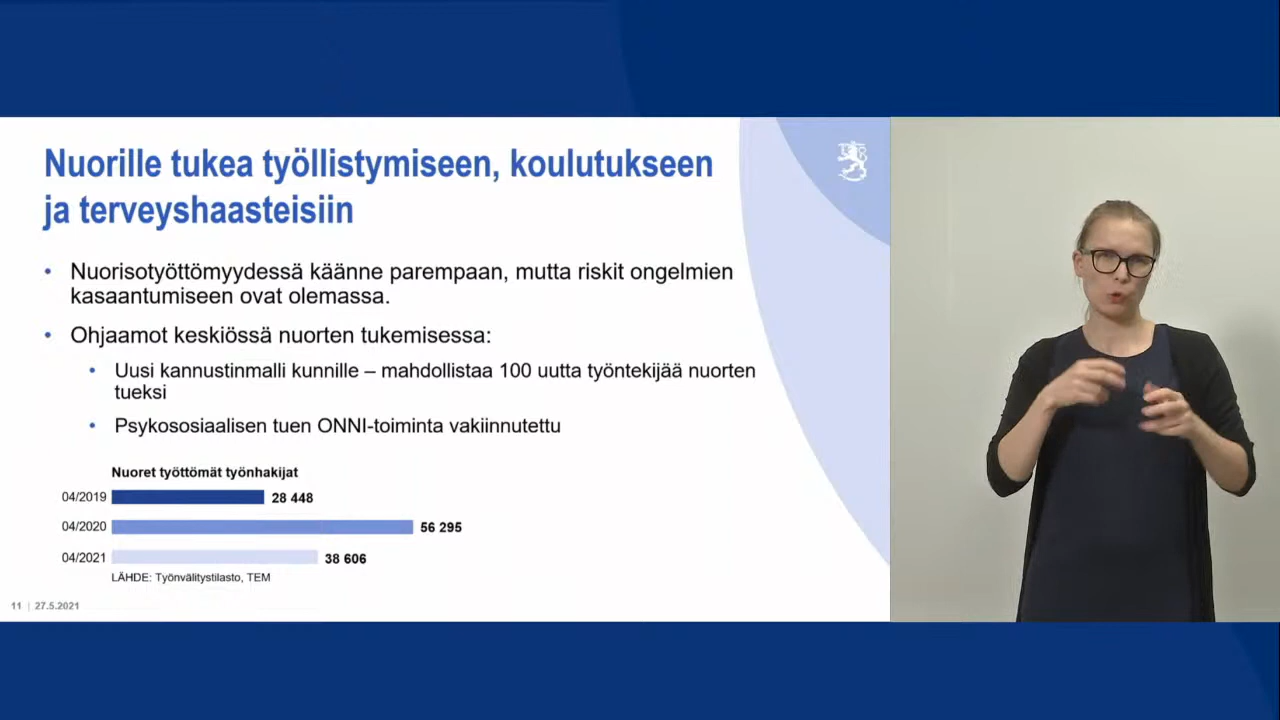 Nuorille tukea työllistymiseen, koulutukseen
ja terveyshaasteisiin
• Nuorisotyöttömyydessä käänne parempaan, mutta riskit ongelmien
kasaantumiseen ovat olemassa.
• Ohjaamot keskiössä nuorten tukemisessa:
• Uusi kannustinmalli kunnille – mahdollistaa 100 uutta työntekijää nuorten
tueksi
• Psykososiaalisen tuen ONNI-toiminta vakiinnutettu
Nuoret työttömät työnhakijat
04/2019 28 448
04/2020 56 295
04/2021 38 606
LÄHDE: Työnvälitystilasto, TEM
11 | 27.5.2021